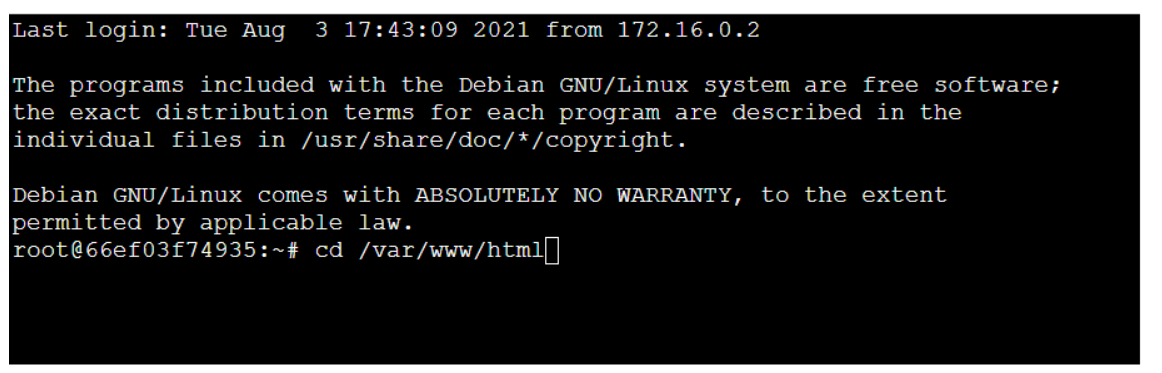 Last login: Tue Aug  3 17:43:09 2021 from 172.16.0.2
The programs included with the Debian GNU/Linux system are free software;
the exact distribution terms for each program are described in the
individual files in /usr/share/doc/*/copyright.
Debian GNU/Linux comes with ABSOLUTELY NO WARRANTY, to the extent
permitted by applicable law.
root@66ef03f74935:~# cd /var/www/html